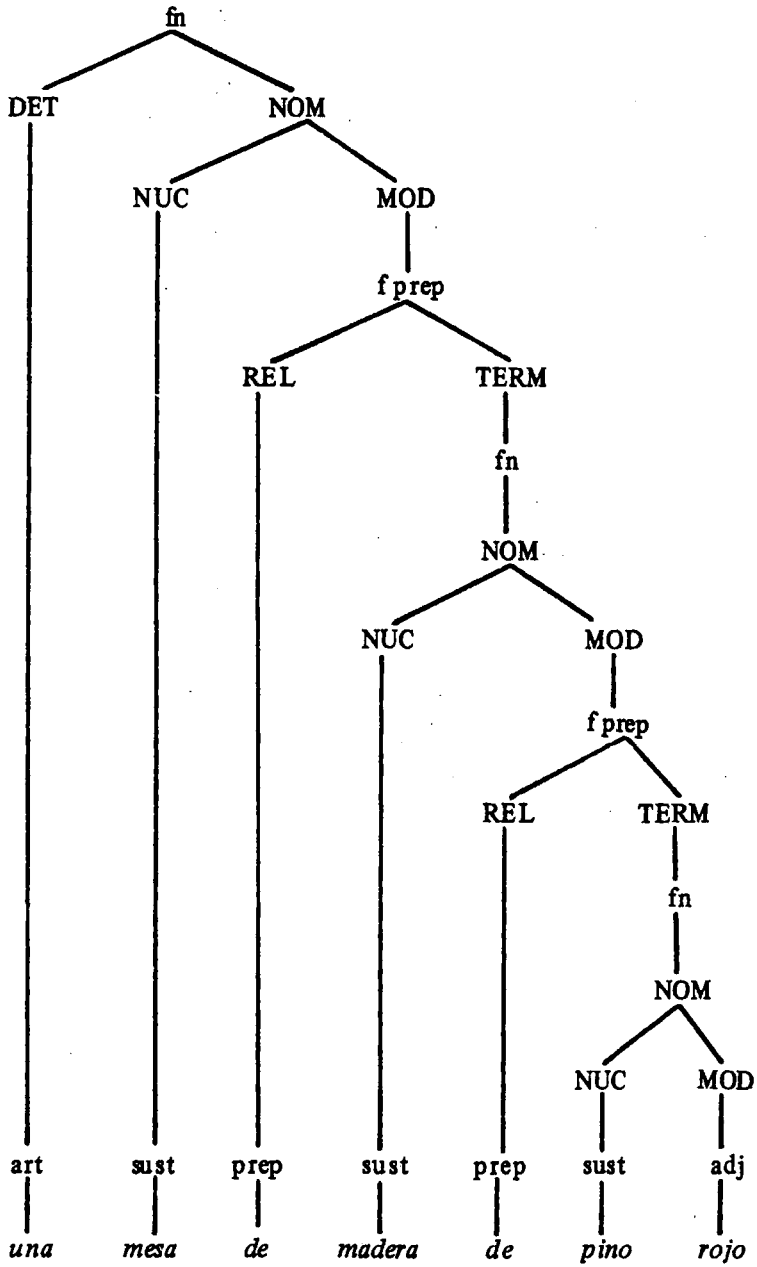 fn
DET NOM
NUC MOD
f prep
REL TERM
fn
NOM
NUC MOD
f prep
REL TERM
fn
NOM
NUC MOD
art sust prep sust prep sust adj
una mesa de madera de pino rojo